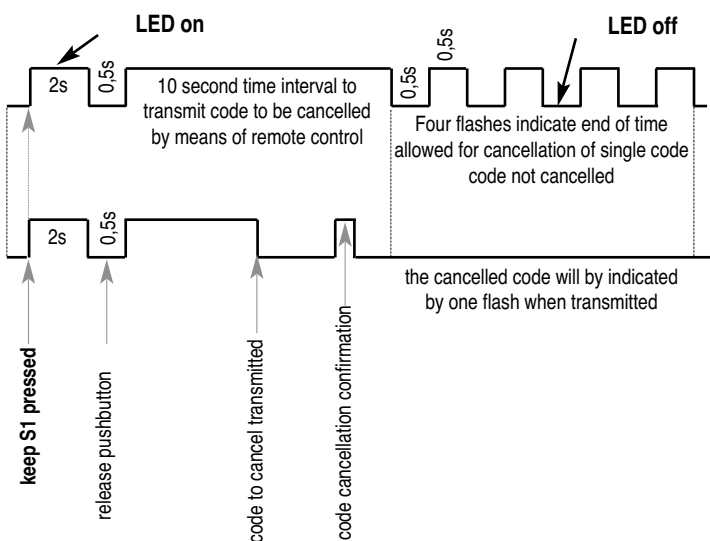 LED on
LED off
2s
0,5s
10 second time interval to
transmit code to be cancelled
by means of remote control
0,5s
0,5s
Four flashes indicate end of time
allowed for cancellation of single code
code not cancelled
2s
0,5s
the cancelled code will by indicated
by one flash when transmitted
keep S1 pressed
release pushbutton
code to cancel transmitted
code cancellation confirmation